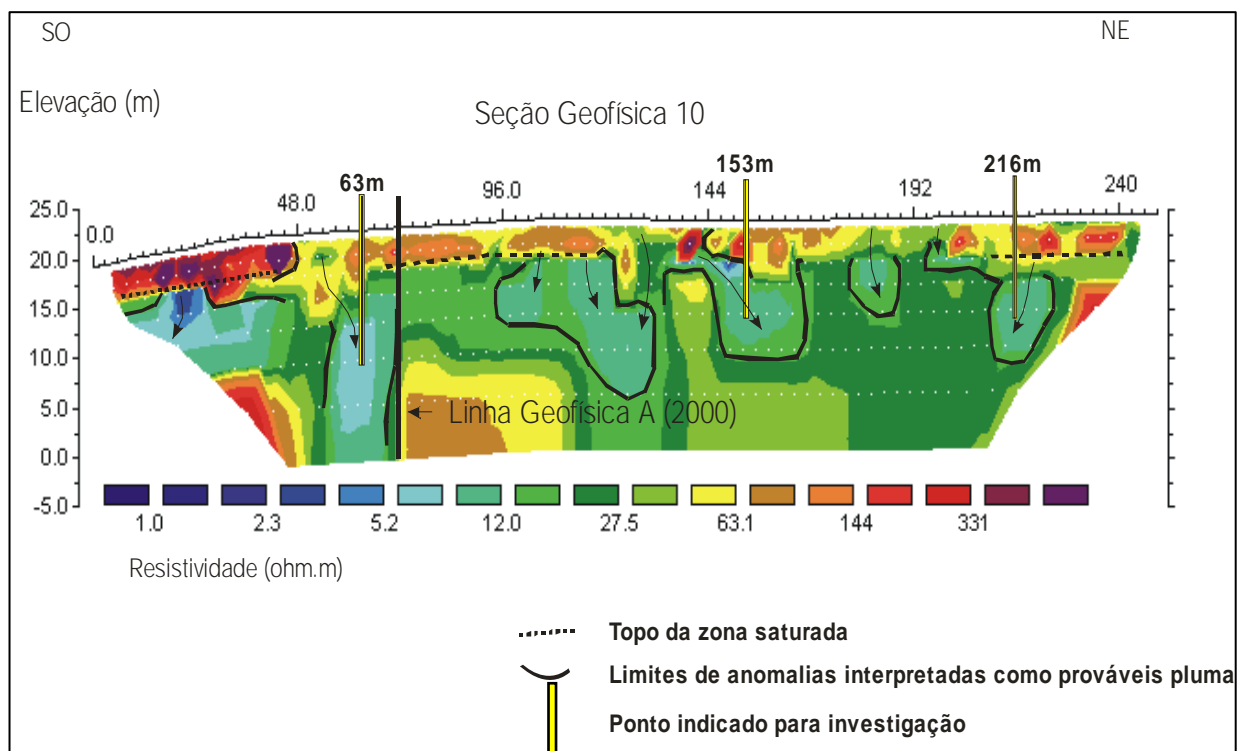 SO
NE
Elevação (m)
Seção Geofísica 10
63m
153m
216m
0.0
48.0
96.0
144
192
240
25.0
20.0
15.0
10.0
5.0
0.0
-5.0
Linha Geofísica A (2000)
1.0 2.3 5.2 12.0 27.5 63.1 144 331
Resistividade (ohm.m)
Topo da zona saturada
Limites de anomalias interpretadas como prováveis pluma
Ponto indicado para investigação